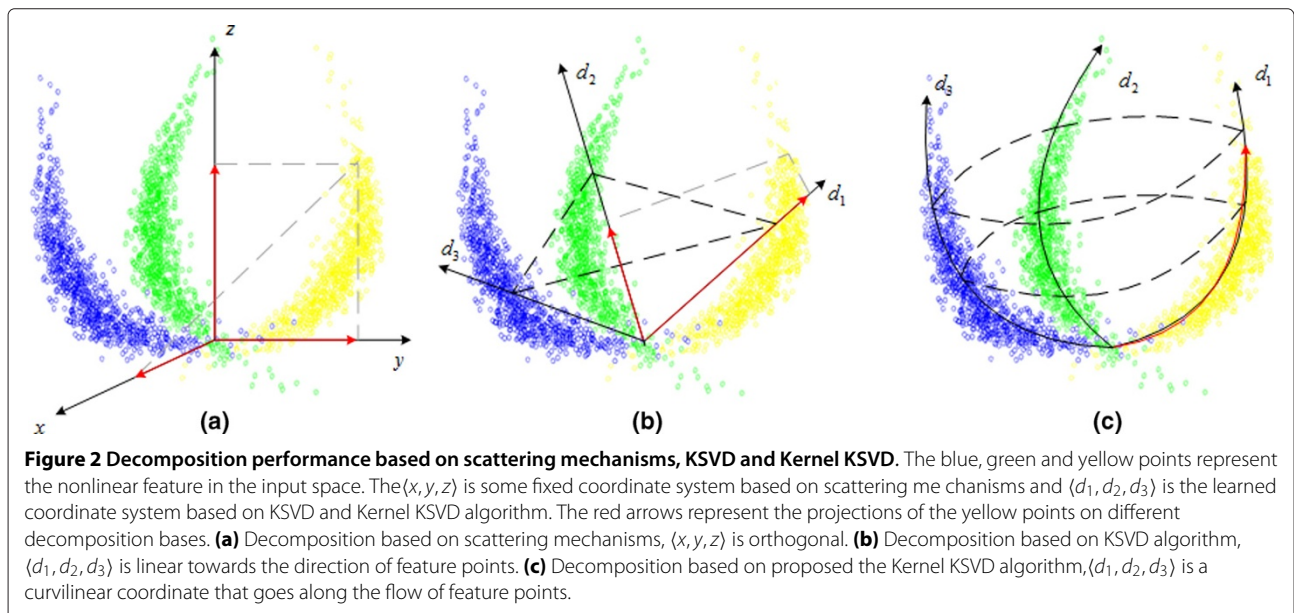 z
x
y
(a)
d2
d1
d3
(b)
d3
d2
d1
(c)
Figure 2 Decomposition performance based on scattering mechanisms, KSVD and Kernel KSVD. The blue, green and yellow points represent
the nonlinear feature in the input space. The⟨x, y, z⟩ is some fixed coordinate system based on scattering me chanisms and ⟨d1, d2, d3⟩ is the learned
coordinate system based on KSVD and Kernel KSVD algorithm. The red arrows represent the projections of the yellow points on different
decomposition bases. (a) Decomposition based on scattering mechanisms, ⟨x, y, z⟩ is orthogonal. (b) Decomposition based on KSVD algorithm,
⟨d1, d2, d3⟩ is linear towards the direction of feature points. (c) Decomposition based on proposed the Kernel KSVD algorithm,⟨d1, d2, d3⟩ is a
curvilinear coordinate that goes along the flow of feature points.